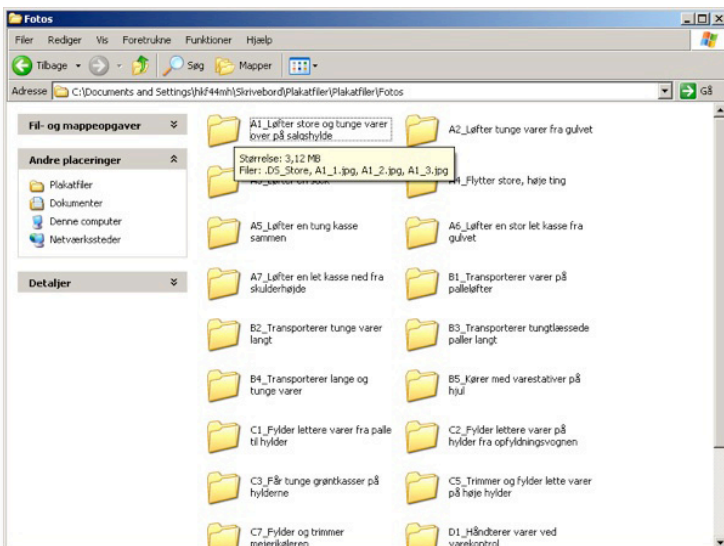 Fotos
Filer Rediger Vis Foretrukne Funktioner Hjælp
Tilbage Søg Mapper
Adresse C:\Documents and Settings\hkf44mh\Skrivebord\Plakatfiler\Plakatfiler\Fotos Gå
Fil- og mappeopgaver
Andre placeringer
Plakatfiler
Dokumenter
Denne computer
Netværkssteder
Detaljer
A1_Løfter store og tunge varer
over på salgshylde
A2_Løfter tunge varer fra gulvet
Størrelse: 3,12 MB
Filer: .DS_Store, A1_1.jpg, A1_2.jpg, A1_3.jpg
A4_Flytter store, høje ting
A5_Løfter en tung kasse
sammen
A6_Løfter en stor let kasse fra
gulvet
A7_Løfter en let kasse ned fra
skulderhøjde
B1_Transporterer varer på
palleløfter
B2_Transporterer tunge varer
langt
B3_Transporterer tungtlæssede
paller langt
B4_Transporterer lange og
tunge varer
B5_Kører med varestativer på
hjul
C1_Fylder lettere varer fra palle
til hylder
C2_Fylder lettere varer på
hylder fra opfyldningsvognen
C3_Får tunge grøntkasser på
hylderne
C5_Trimmer og fylder lette varer
på høje hylder
C7_Fylder og trimmer
mejerikøleren
D1_Håndterer varer ved
varekontrol